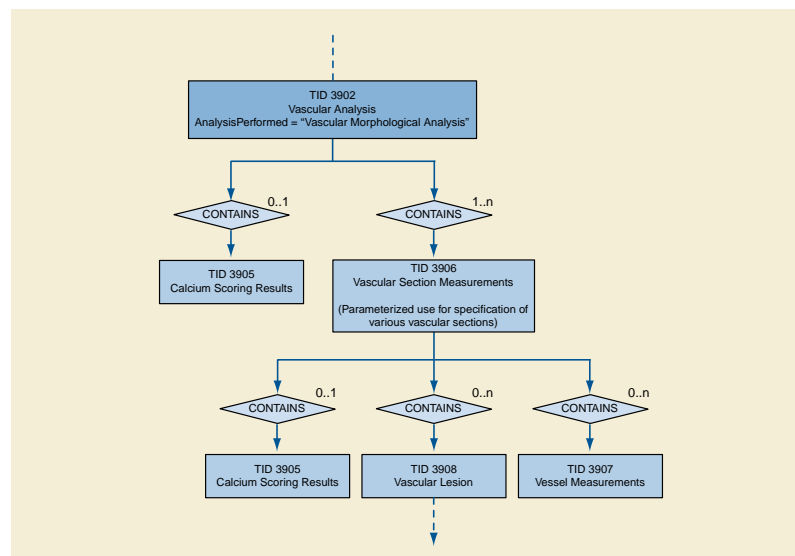 TID 3902
Vascular Analysis
AnalysisPerformed = “Vascular Morphological Analysis”
0..1
1..n
CONTAINS
CONTAINS
TID 3905
Calcium Scoring Results
TID 3906
Vascular Section Measurements
(Parameterized use for specification of
various vascular sections)
0..1
0..n
0..n
CONTAINS
CONTAINS
CONTAINS
TID 3905
Calcium Scoring Results
TID 3908
Vascular Lesion
TID 3907
Vessel Measurements